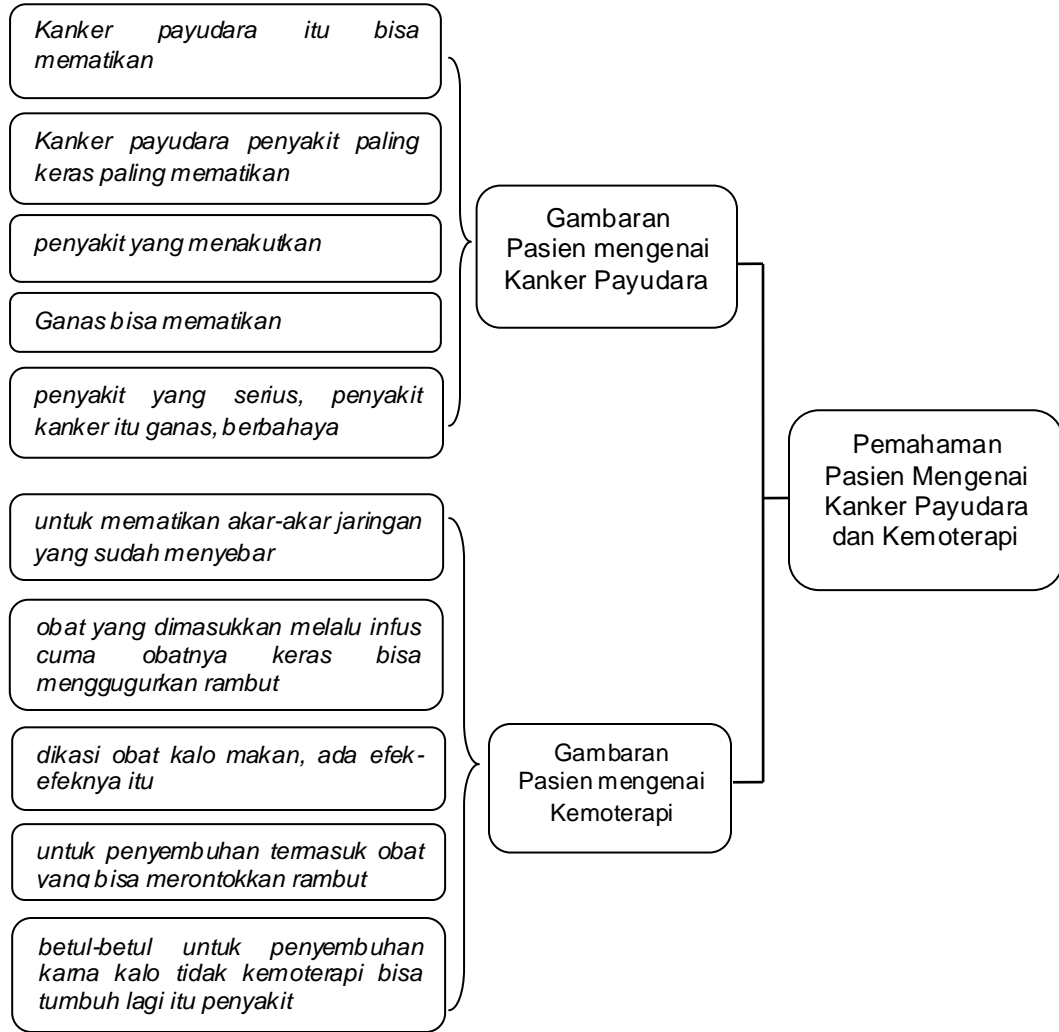 Kanker payudara itu bisa
mematikan
Kanker payudara penyakit paling
keras paling mematikan
penyakit yang menakutkan
Ganas bisa mematikan
penyakit yang serius, penyakit
kanker itu ganas, berbahaya
Gambaran
Pasien mengenai
Kanker Payudara
untuk mematikan akar-akar jaringan
yang sudah menyebar
obat yang dimasukkan melalu infus
cuma obatnya keras bisa
menggugurkan rambut
dikasi obat kalo makan, ada efek-
efeknya itu
untuk penyembuhan termasuk obat
yang bisa merontokkan rambut
betul-betul untuk penyembuhan
karna kalo tidak kemoterapi bisa
tumbuh lagi itu penyakit
Gambaran
Pasien mengenai
Kemoterapi
Pemahaman
Pasien Mengenai
Kanker Payudara
dan Kemoterapi